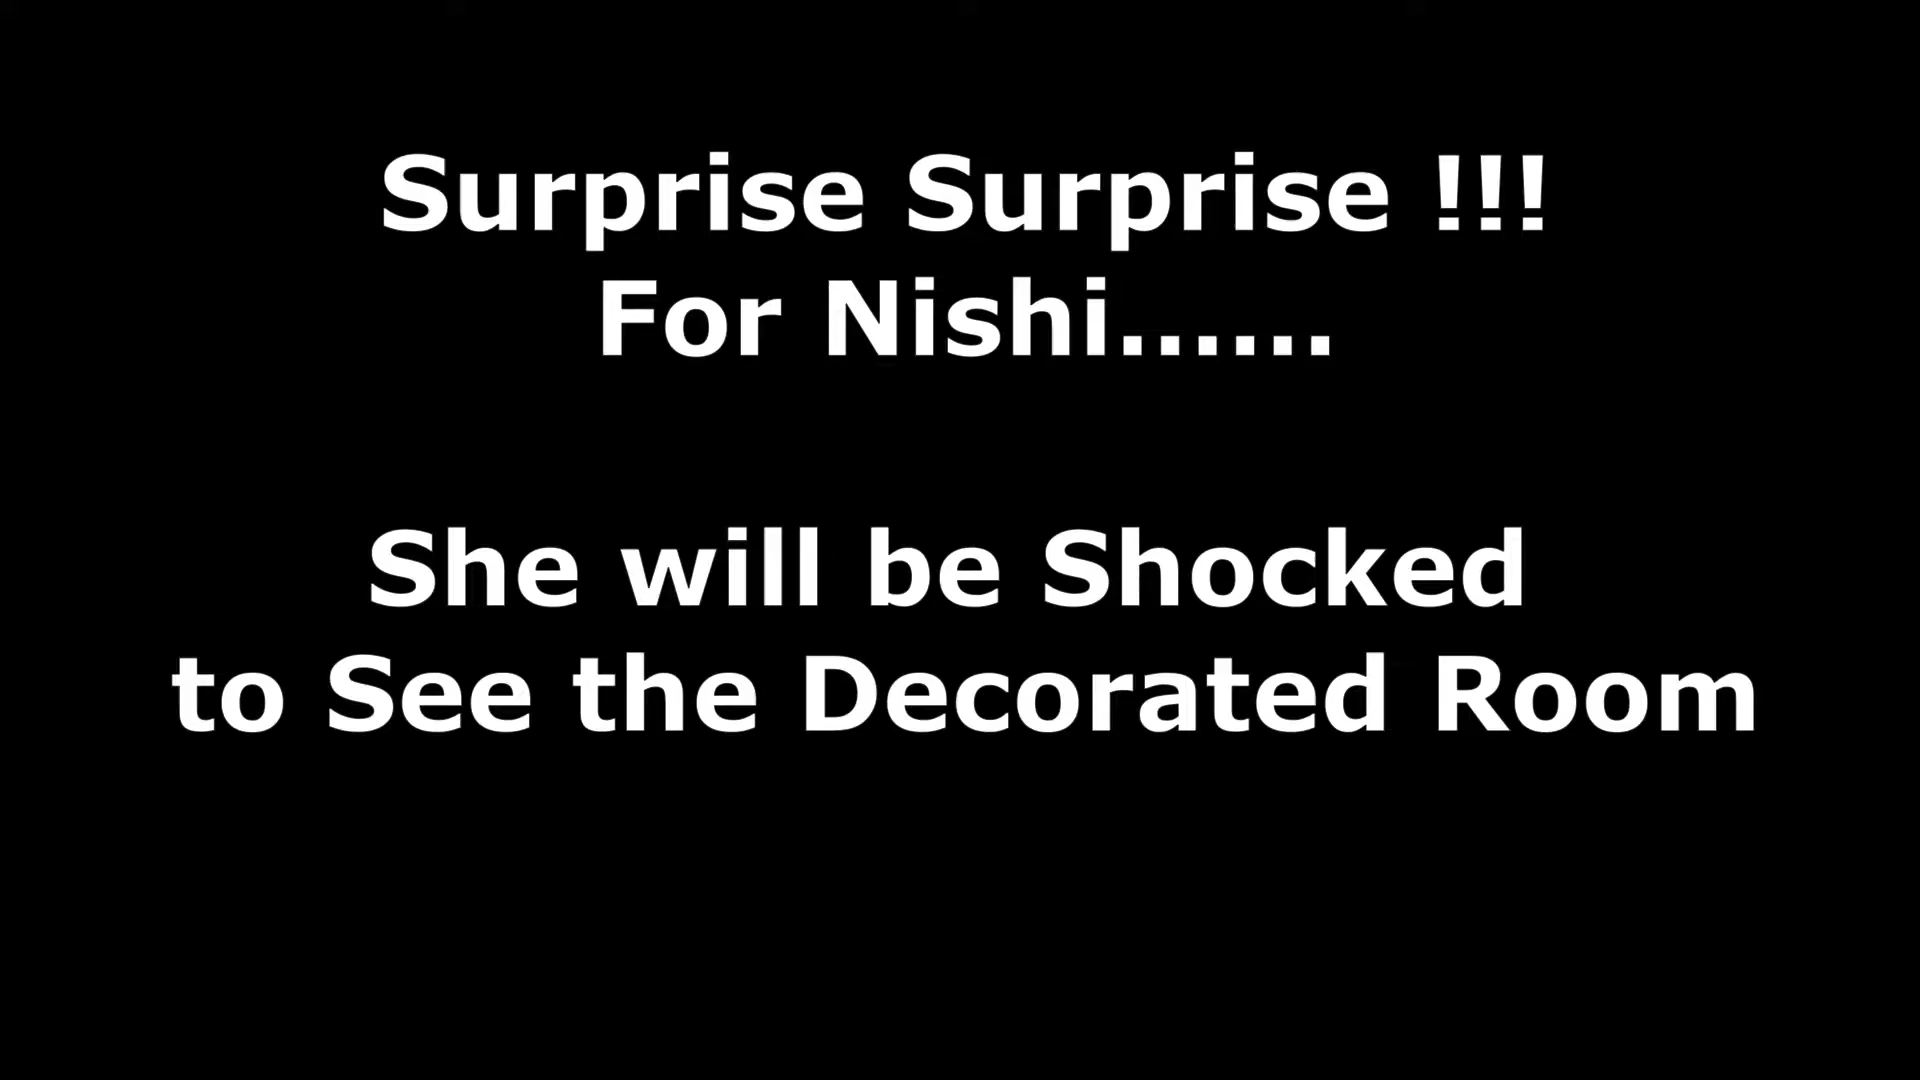 Surprise Surprise !!!
For Nishi......
She will be Shocked
to See the Decorated Room